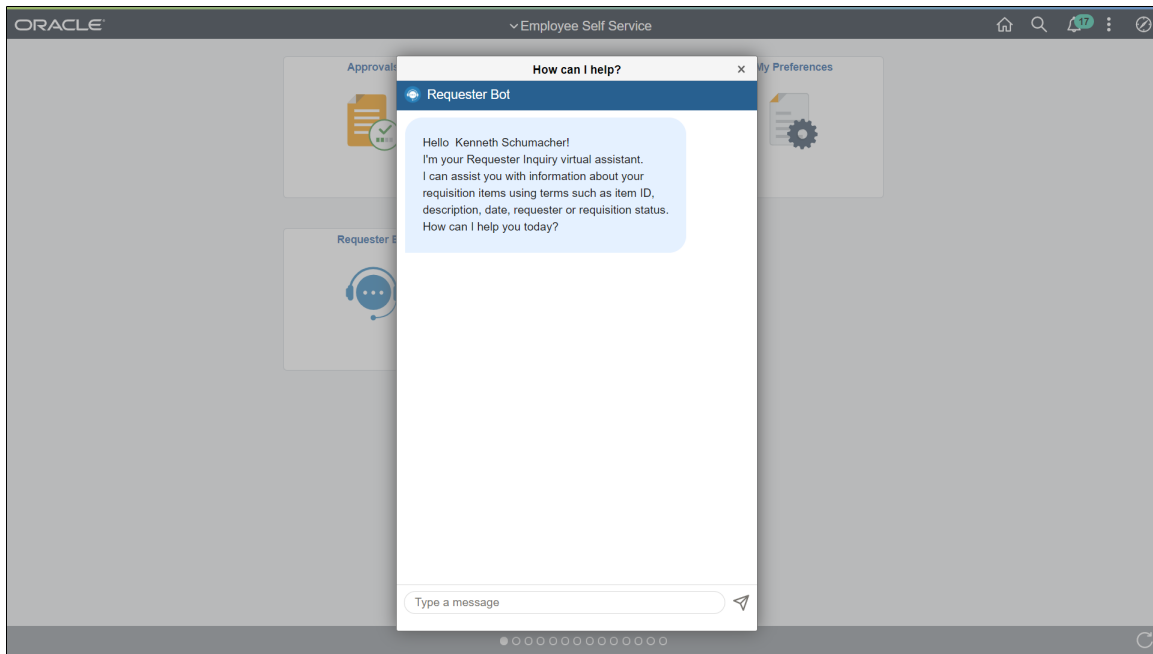 ORACLE
Employee Self Service
17
Approvals
My Preferences
How can I help?
Requester Bot
Hello Kenneth Schumacher!
I'm your Requester Inquiry virtual assistant.
I can assist you with information about your
requisition items using terms such as item ID,
description, date, requester or requisition status.
How can I help you today?
Requester
Type a message